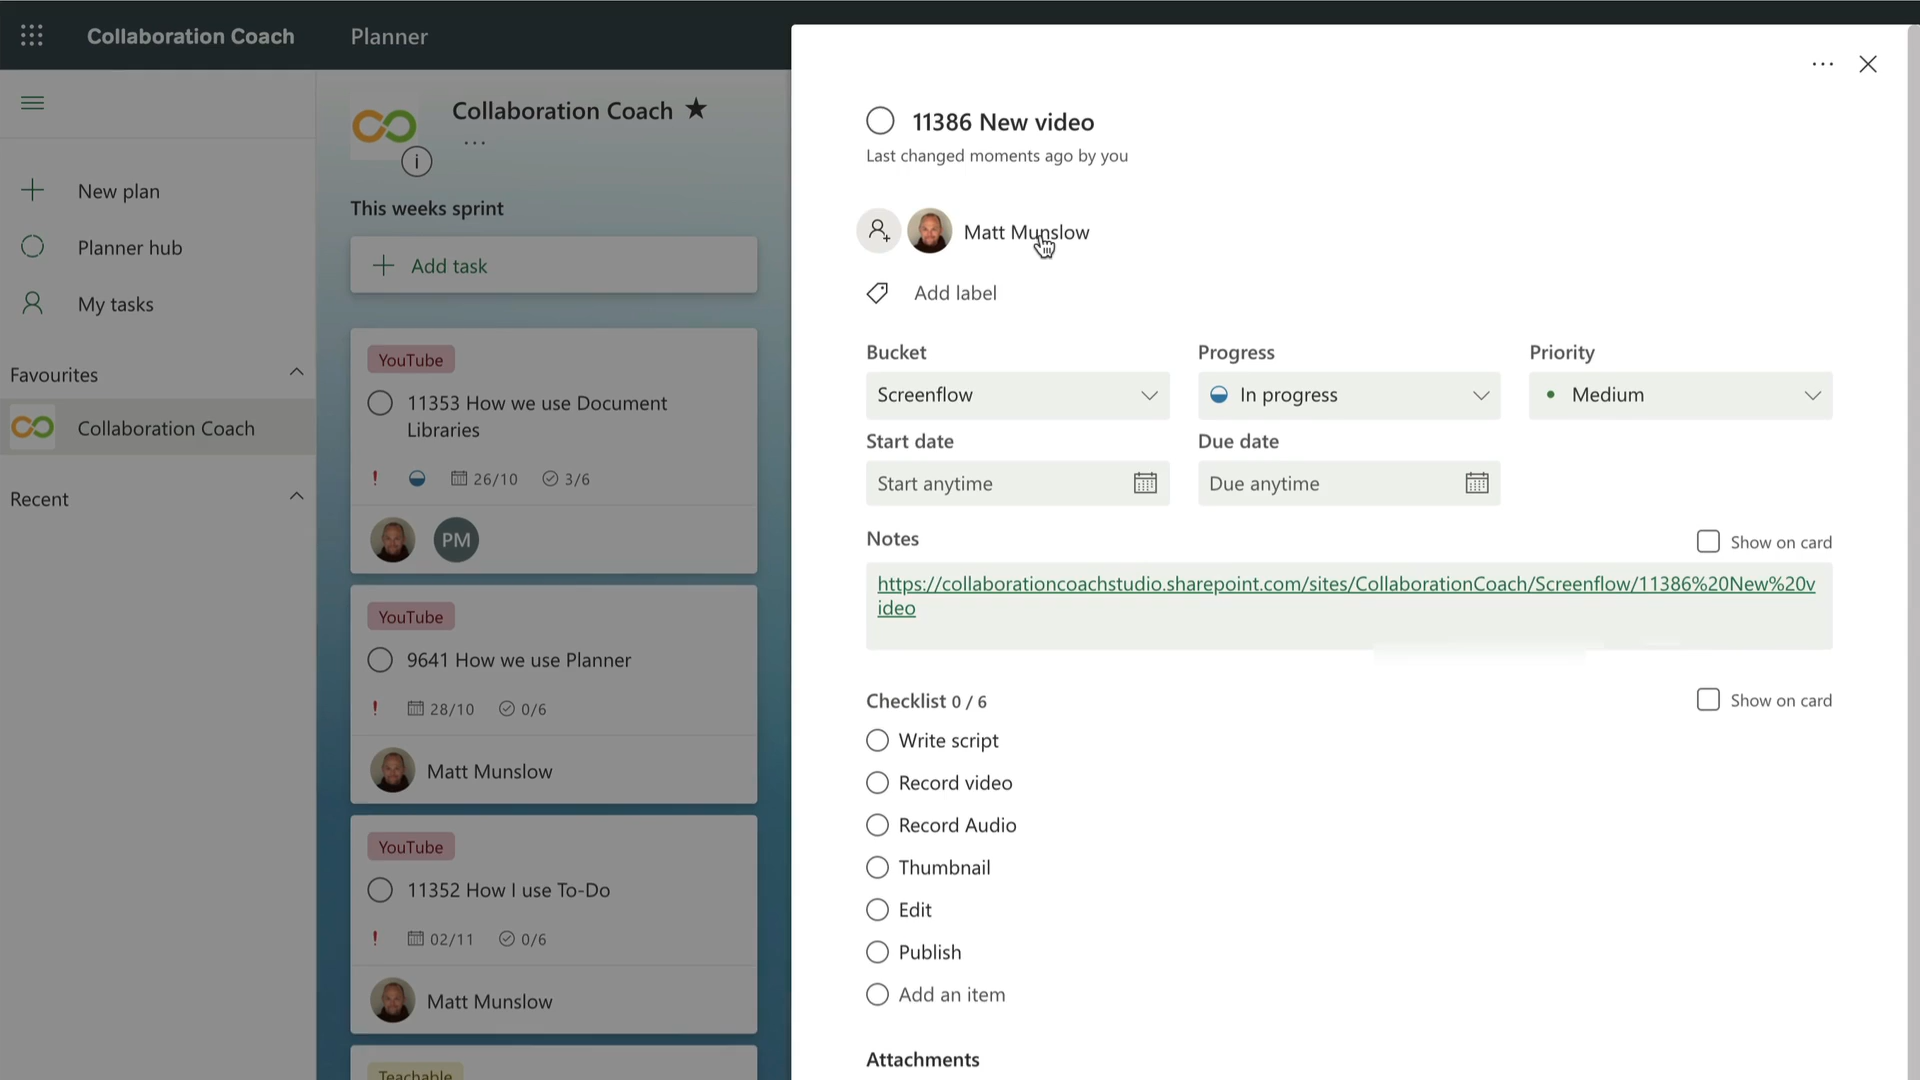 Collaboration Coach
Planner
New plan
Planner hub
My tasks
Favourites
Collaboration Coach
Recent
Collaboration Coach
...
i
This weeks sprint
Add task
YouTube
11353 How we use Document
Libraries
26/10
3/6
PM
YouTube
9641 How we use Planner
28/10
0/6
Matt Munslow
YouTube
11352 How I use To-Do
02/11
0/6
Matt Munslow
Teachable
...
11386 New video
Last changed moments ago by you
Matt Munslow
Add label
Bucket
Progress
Priority
Screenflow
In progress
Medium
Start date
Due date
Start anytime
Due anytime
Notes
Show on card
https://collaborationcoachstudio.sharepoint.com/sites/CollaborationCoach/Screenflow/11386%20New%20v
ideo
Checklist 0 / 6
Show on card
Write script
Record video
Record Audio
Thumbnail
Edit
Publish
Add an item
Attachments